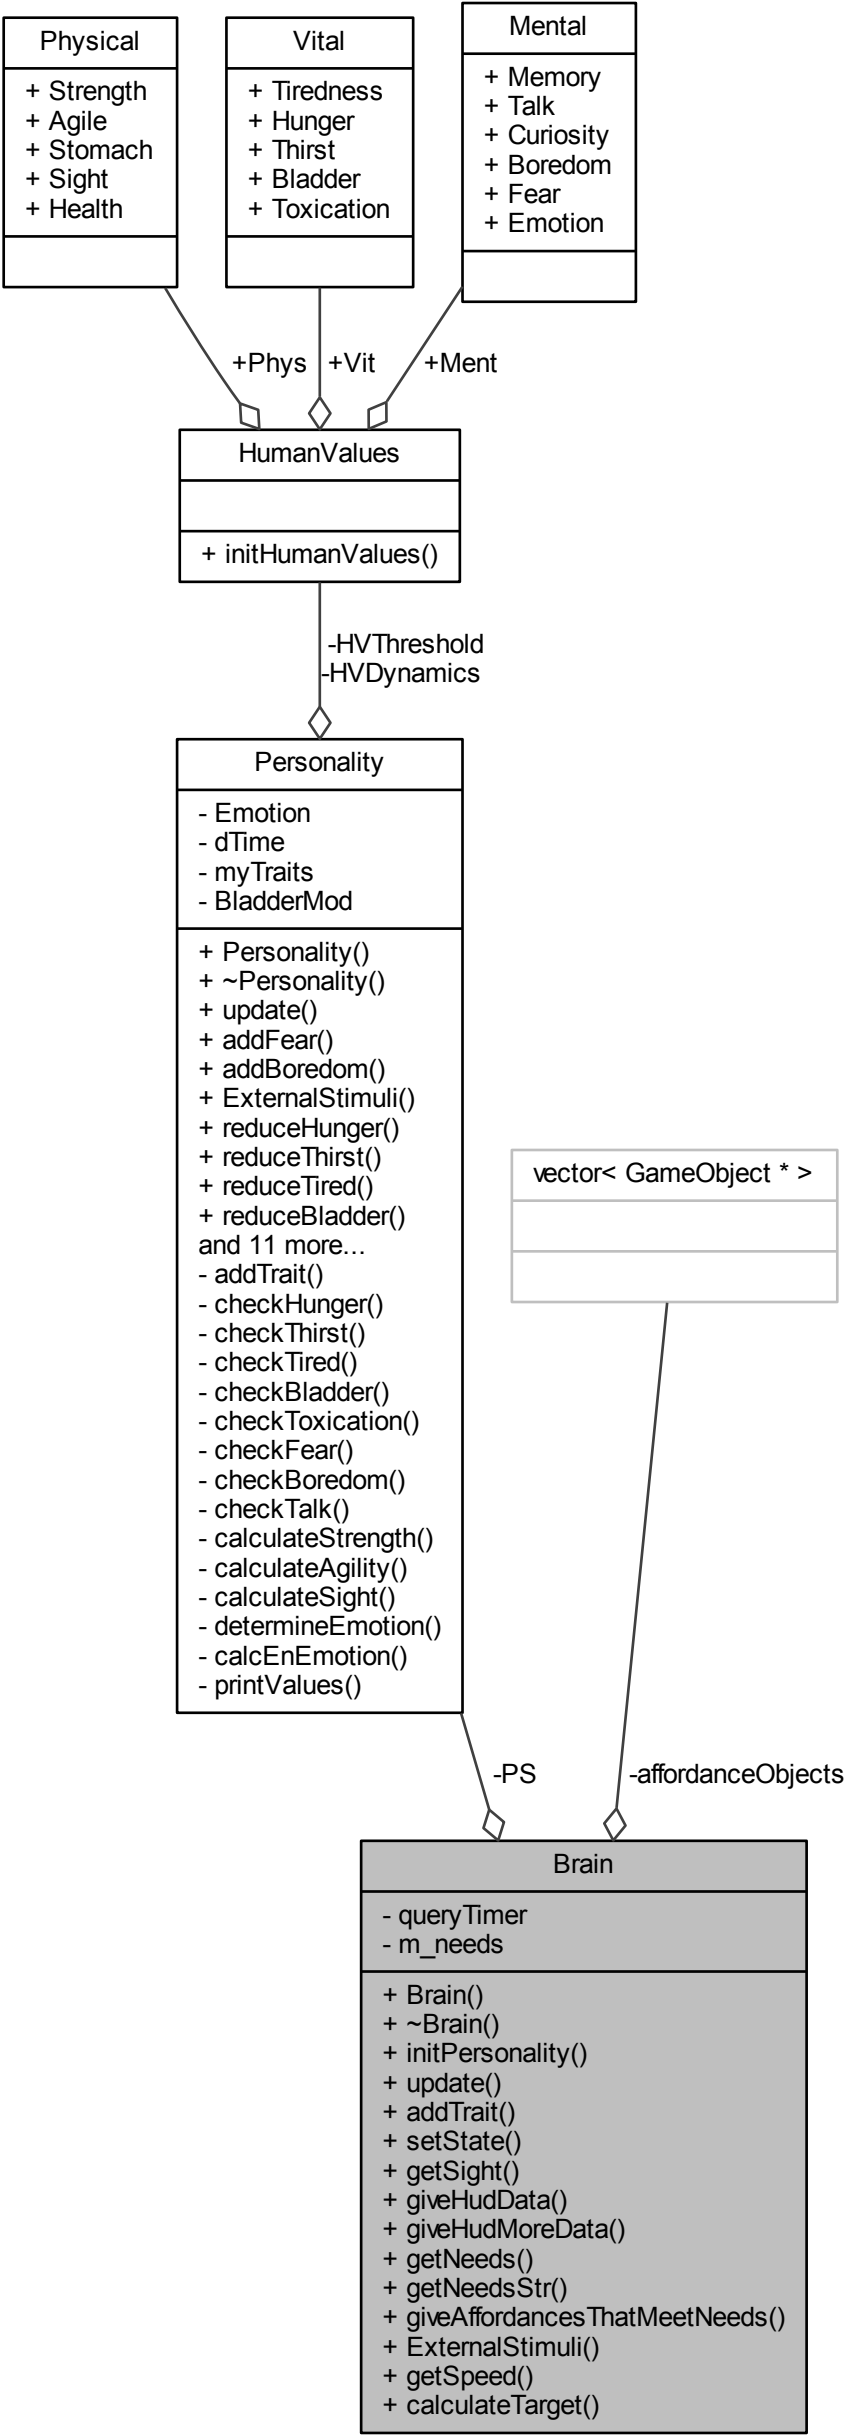 Physical
+ Strength
+ Agile
+ Stomach
+ Sight
+ Health
Vital
+ Tiredness
+ Hunger
+ Thirst
+ Bladder
+ Toxication
Mental
+ Memory
+ Talk
+ Curiosity
+ Boredom
+ Fear
+ Emotion
+Phys
+Vit
+Ment
HumanValues
+ initHumanValues()
-HVThreshold
-HVDynamics
Personality
- Emotion
- dTime
- myTraits
- BladderMod
+ Personality()
+ ~Personality()
+ update()
+ addFear()
+ addBoredom()
+ ExternalStimuli()
+ reduceHunger()
+ reduceThirst()
+ reduceTired()
+ reduceBladder()
and 11 more...
- addTrait()
- checkHunger()
- checkThirst()
- checkTired()
- checkBladder()
- checkToxication()
- checkFear()
- checkBoredom()
- checkTalk()
- calculateStrength()
- calculateAgility()
- calculateSight()
- determineEmotion()
- calcEnEmotion()
- printValues()
vector< GameObject * >
-PS
-affordanceObjects
Brain
- queryTimer
- m_needs
+ Brain()
+ ~Brain()
+ initPersonality()
+ update()
+ addTrait()
+ setState()
+ getSight()
+ giveHudData()
+ giveHudMoreData()
+ getNeeds()
+ getNeedsStr()
+ giveAffordancesThatMeetNeeds()
+ ExternalStimuli()
+ getSpeed()
+ calculateTarget()